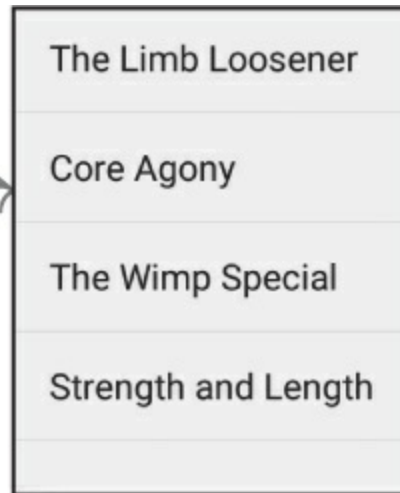 The Limb Loosener
Core Agony
The Wimp Special
Strength and Length